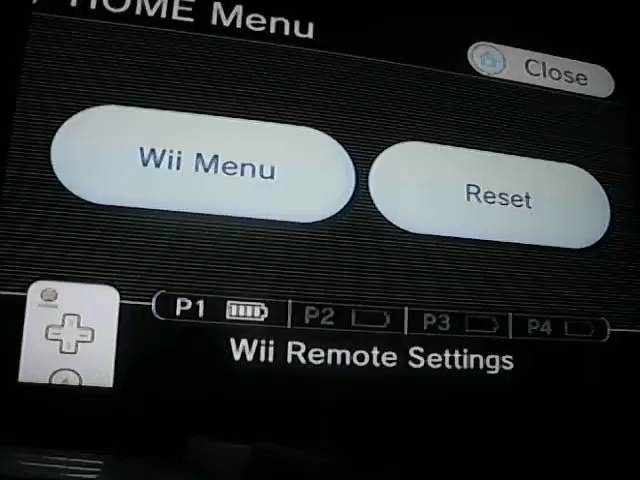 HOME Menu
Close
Wii Menu
Reset
P1 P2 P3 P4
Wii Remote Settings